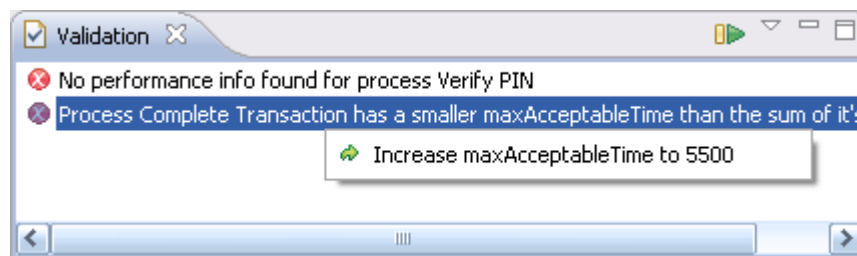 Validation
No performance info found for process Verify PIN
Process Complete Transaction has a smaller maxAcceptableTime than the sum of it's
Increase maxAcceptableTime to 5500